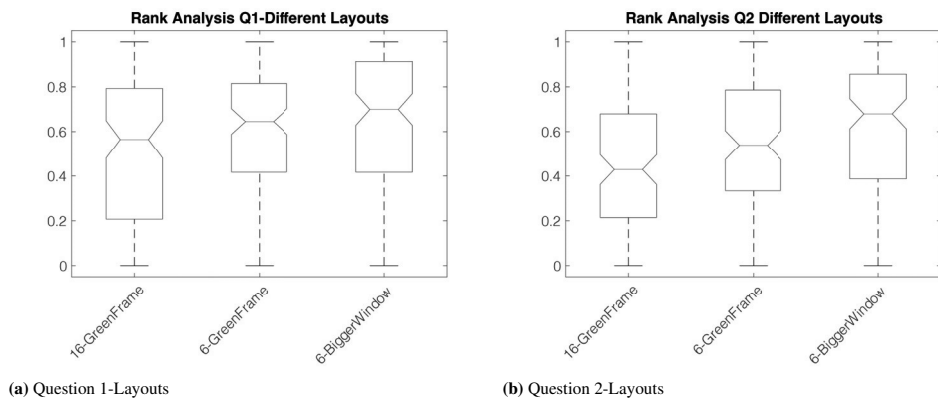 Rank Analysis Q1-Different Layouts
1
0.8
0.6
0.4
0.2
0
16-GreenFrame
6-GreenFrame
6-BiggerWindow
(a) Question 1-Layouts
Rank Analysis Q2 Different Layouts
1
0.8
0.6
0.4
0.2
0
16-GreenFrame
6-GreenFrame
6-BiggerWindow
(b) Question 2-Layouts